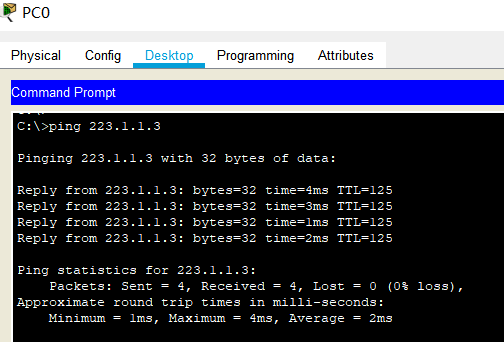 PC0
Physical Config Desktop Programming Attributes
Command Prompt
C:\>ping 223.1.1.3
Pinging 223.1.1.3 with 32 bytes of data:
Reply from 223.1.1.3: bytes=32 time=4ms TTL=125
Reply from 223.1.1.3: bytes=32 time=3ms TTL=125
Reply from 223.1.1.3: bytes=32 time=1ms TTL=125
Reply from 223.1.1.3: bytes=32 time=2ms TTL=125
Ping statistics for 223.1.1.3:
Packets: Sent = 4, Received = 4, Lost = 0 (0% loss),
Approximate round trip times in milli-seconds:
Minimum = 1ms, Maximum = 4ms, Average = 2ms